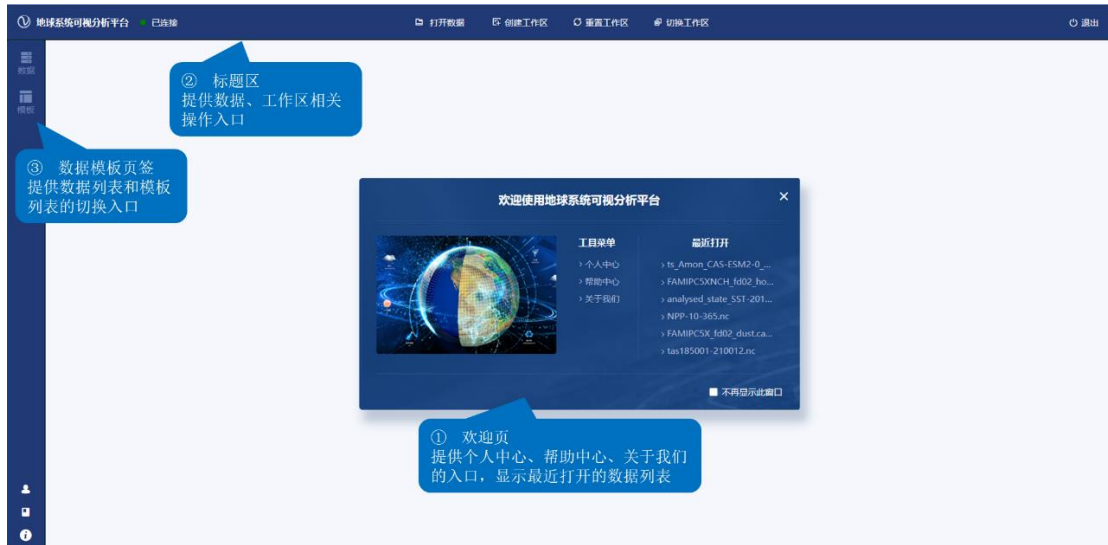 地球系统可视分析平台 已连接 打开数据 创建工作区 重置工作区 切换工作区 退出
数据
模板
② 标题区
提供数据、工作区相关
操作入口
③ 数据模板页签
提供数据列表和模板
列表的切换入口
欢迎使用地球系统可视分析平台
工具菜单
› 个人中心
› 帮助中心
› 关于我们
最近打开
› ts_Amon_CAS-ESM2-0_...
› FAMIPC5XNCH_fd02_ho...
› analysed_state_SST-201...
› NPP-10-365.nc
› FAMIPC5X_fd02_dust.ca...
› tas185001-210012.nc
不再显示此窗口
① 欢迎页
提供个人中心、帮助中心、关于我们
的入口，显示最近打开的数据列表